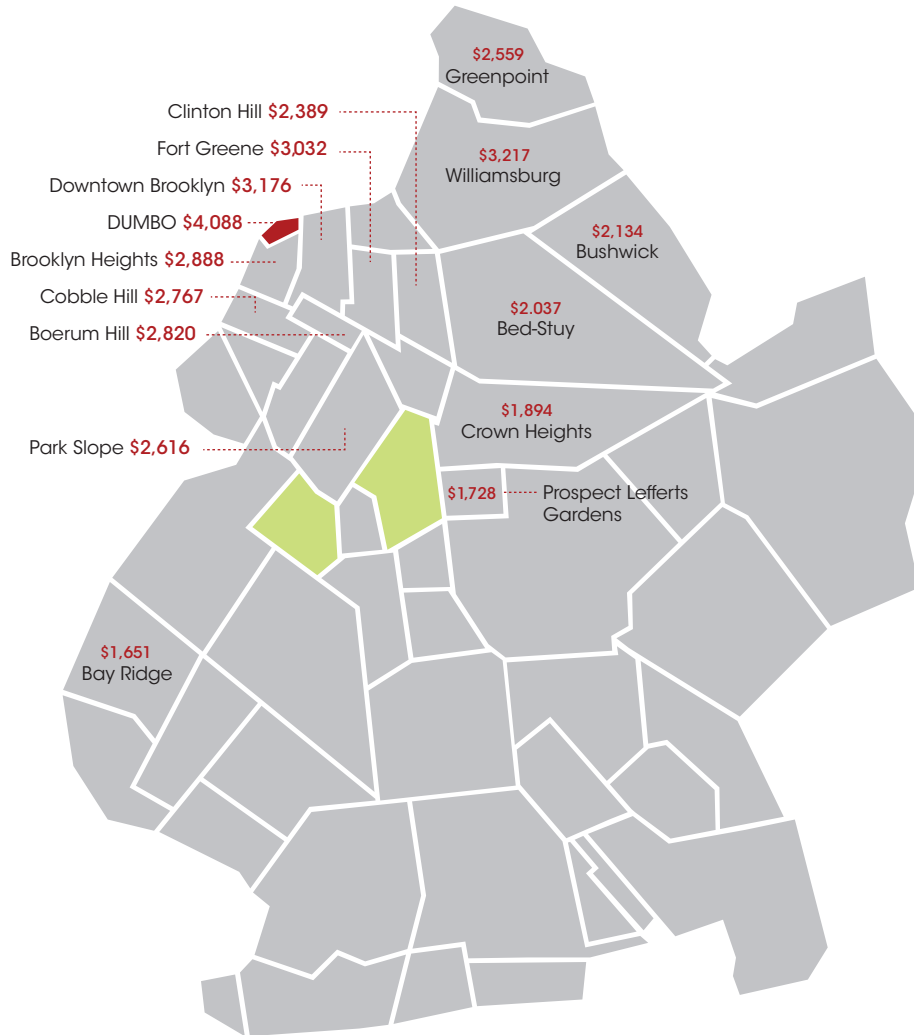 $2,559
Greenpoint
Clinton Hill $2,389
Fort Greene $3,032
$3,217
Williamsburg
Downtown Brooklyn $3,176
DUMBO $4,088
$2,134
Bushwick
Brooklyn Heights $2,888
Cobble Hill $2,767
$2.037
Bed-Stuy
Boerum Hill $2,820
$1,894
Crown Heights
Park Slope $2,616
$1,728
Prospect Lefferts
Gardens
$1,651
Bay Ridge